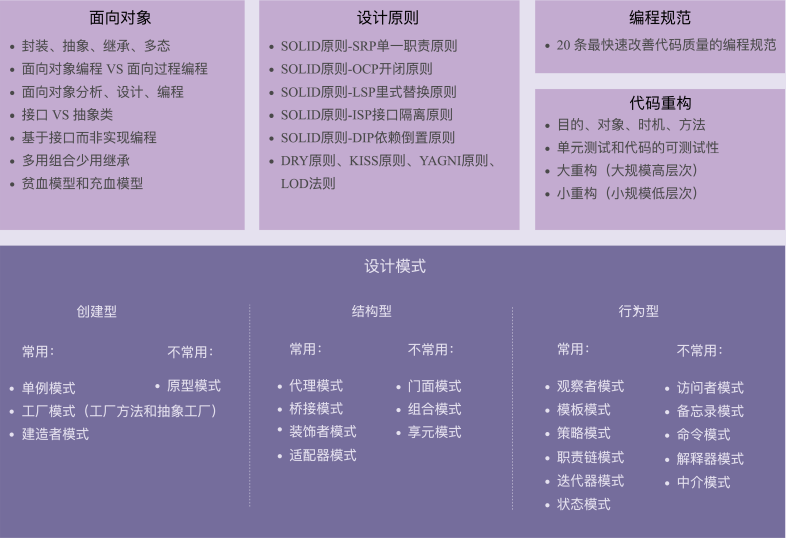 面向对象
封装、抽象、继承、多态
面向对象编程 VS 面向过程编程
面向对象分析、设计、编程
接口 VS 抽象类
基于接口而非实现编程
多用组合少用继承
贫血模型和充血模型
设计原则
SOLID原则-SRP单一职责原则
SOLID原则-OCP开闭原则
SOLID原则-LSP里式替换原则
SOLID原则-ISP接口隔离原则
SOLID原则-DIP依赖倒置原则
DRY原则、KISS原则、YAGNI原则、
LOD法则
编程规范
20 条最快速改善代码质量的编程规范
代码重构
目的、对象、时机、方法
单元测试和代码的可测试性
大重构（大规模高层次）
小重构（小规模低层次）
设计模式
创建型
常用：
单例模式
工厂模式（工厂方法和抽象工厂）
建造者模式
不常用：
原型模式
结构型
常用：
代理模式
桥接模式
装饰者模式
适配器模式
不常用：
门面模式
组合模式
享元模式
行为型
常用：
观察者模式
模板模式
策略模式
职责链模式
迭代器模式
状态模式
不常用：
访问者模式
备忘录模式
命令模式
解释器模式
中介模式